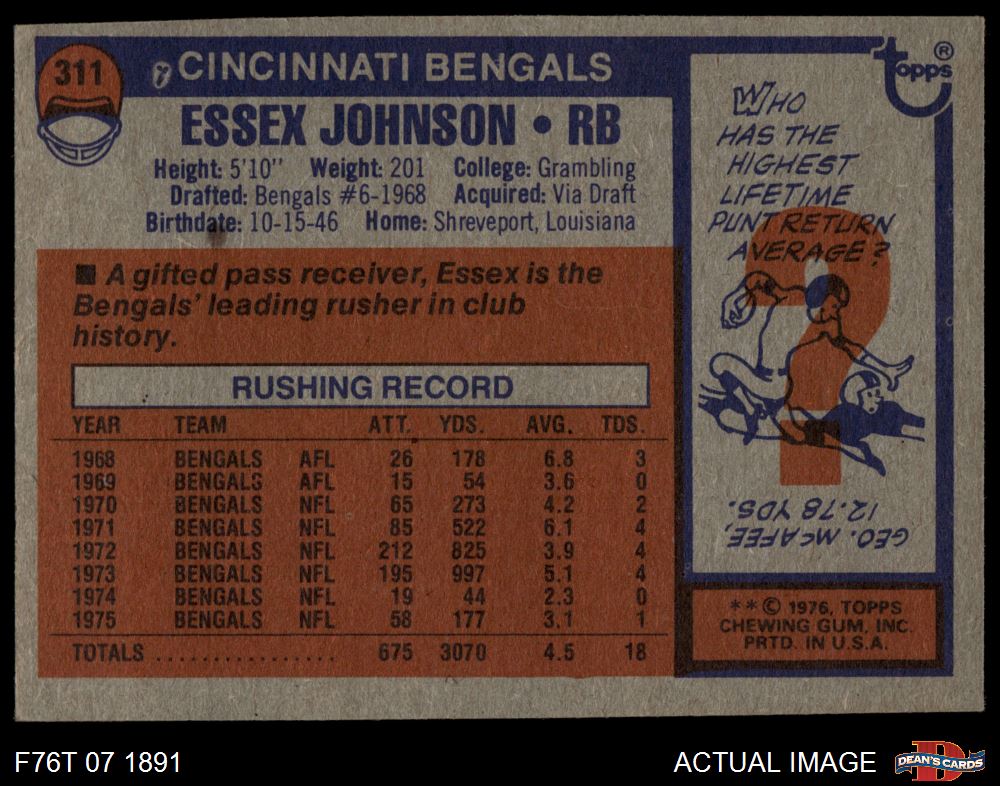 311
CINCINNATI BENGALS
ESSEX JOHNSON • RB
Height: 5'10" Weight: 201 College: Grambling
Drafted: Bengals #6-1968 Acquired: Via Draft
Birthdate: 10-15-46 Home: Shreveport, Louisiana
■ A gifted pass receiver, Essex is the
Bengals' leading rusher in club
history.
RUSHING RECORD
YEAR TEAM ATT. YDS. AVG. TDS.
1968 BENGALS AFL 26 178 6.8 3
1969 BENGALS AFL 15 54 3.6 0
1970 BENGALS NFL 65 273 4.2 2
1971 BENGALS NFL 85 522 6.1 4
1972 BENGALS NFL 212 825 3.9 4
1973 BENGALS NFL 195 997 5.1 4
1974 BENGALS NFL 19 44 2.3 0
1975 BENGALS NFL 58 177 3.1 1
TOTALS ................. 675 3070 4.5 18
topps®
WHO
HAS THE
HIGHEST
LIFETIME
PUNT RETURN
AVERAGE?
?
GEO. McAFEE,
12.78 YDS.
**© 1976, TOPPS
CHEWING GUM, INC.
PRTD. IN U.S.A.
F76T 07 1891
ACTUAL IMAGE
D
DEAN'S CARDS